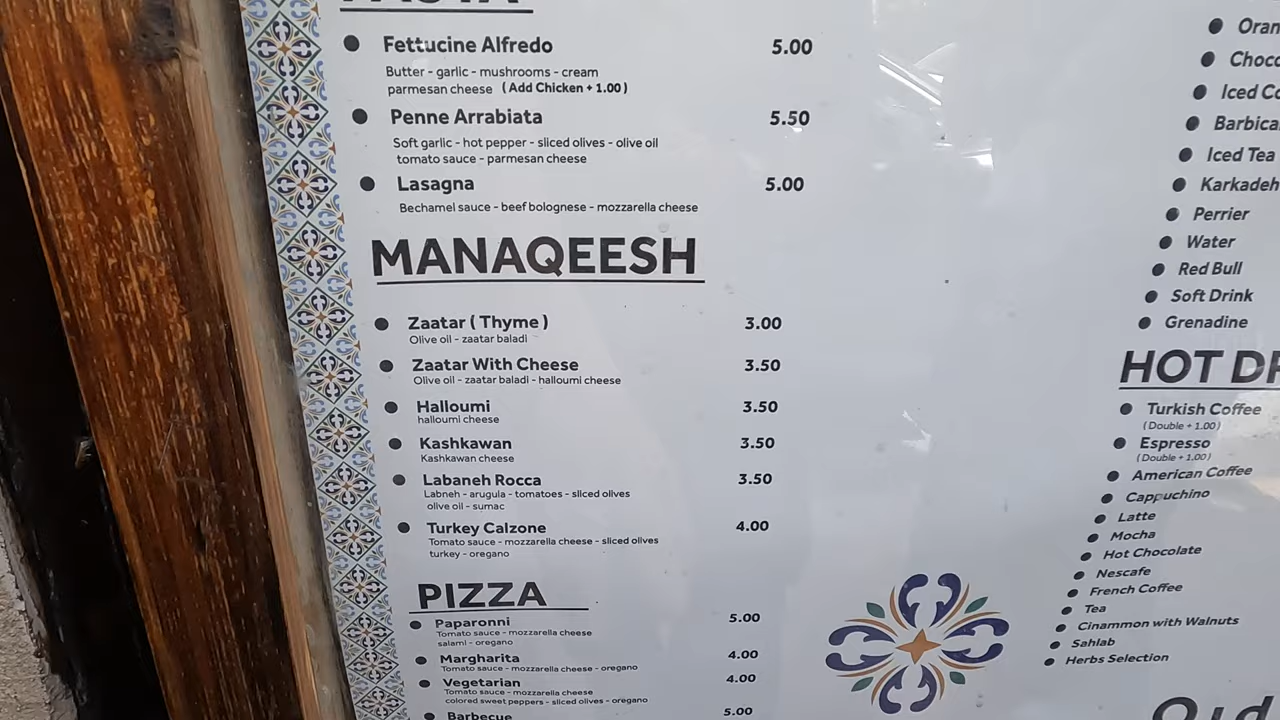 Fettucine Alfredo 5.00
Butter - garlic - mushrooms - cream
parmesan cheese ( Add Chicken + 1.00 )
Penne Arrabiata 5.50
Soft garlic - hot pepper - sliced olives - olive oil
tomato sauce - parmesan cheese
Lasagna 5.00
Bechamel sauce - beef bolognese - mozzarella cheese
MANAQEESH
Zaatar ( Thyme ) 3.00
Olive oil - zaatar baladi
Zaatar With Cheese 3.50
Olive oil - zaatar baladi - halloumi cheese
Halloumi 3.50
halloumi cheese
Kashkawan 3.50
Kashkawan cheese
Labaneh Rocca 3.50
Labneh - arugula - tomatoes - sliced olives
olive oil - sumac
Turkey Calzone 4.00
Tomato sauce - mozzarella cheese - sliced olives
turkey - oregano
PIZZA
Paparonni 5.00
Tomato sauce - mozzarella cheese
salami - oregano
Margharita 4.00
Tomato sauce - mozzarella cheese - oregano
Vegetarian 4.00
Tomato sauce - mozzarella cheese
colored sweet peppers - sliced olives - oregano
Barbecue 5.00
Iced Tea
Karkadeh
Perrier
Water
Red Bull
Soft Drink
Grenadine
HOT
Turkish Coffee
( Double + 1.00 )
Espresso
( Double + 1.00 )
American Coffee
Cappuchino
Latte
Mocha
Hot Chocolate
Nescafe
French Coffee
Tea
Cinammon with Walnuts
Sahlab
Herbs Selection